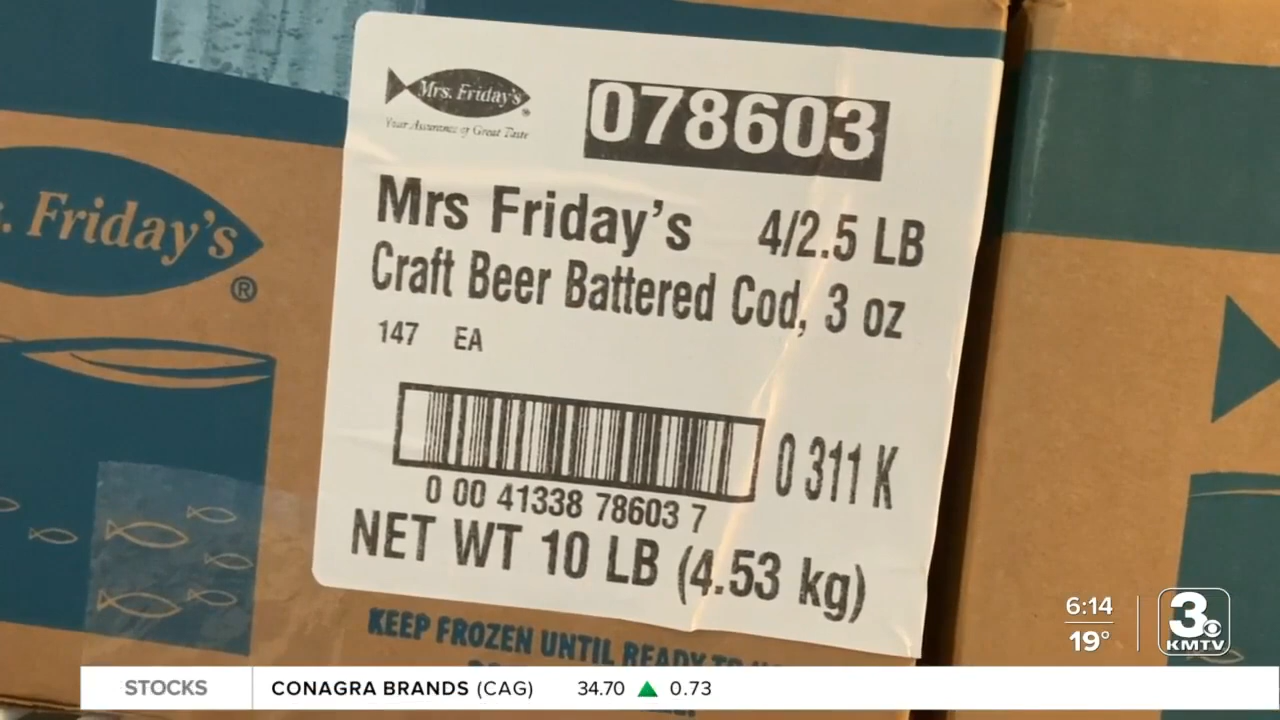 Mrs. Friday's®
Your Assurance of Great Taste
078603
Mrs Friday's 4/2.5 LB
Craft Beer Battered Cod, 3 oz
147 EA
0 311 K
0 00 41338 78603 7
NET WT 10 LB (4.53 kg)
. Friday's
®
KEEP FROZEN UNTIL READY TO
6:14
19°
3
KMTV
STOCKS CONAGRA BRANDS (CAG) 34.70 ▲ 0.73